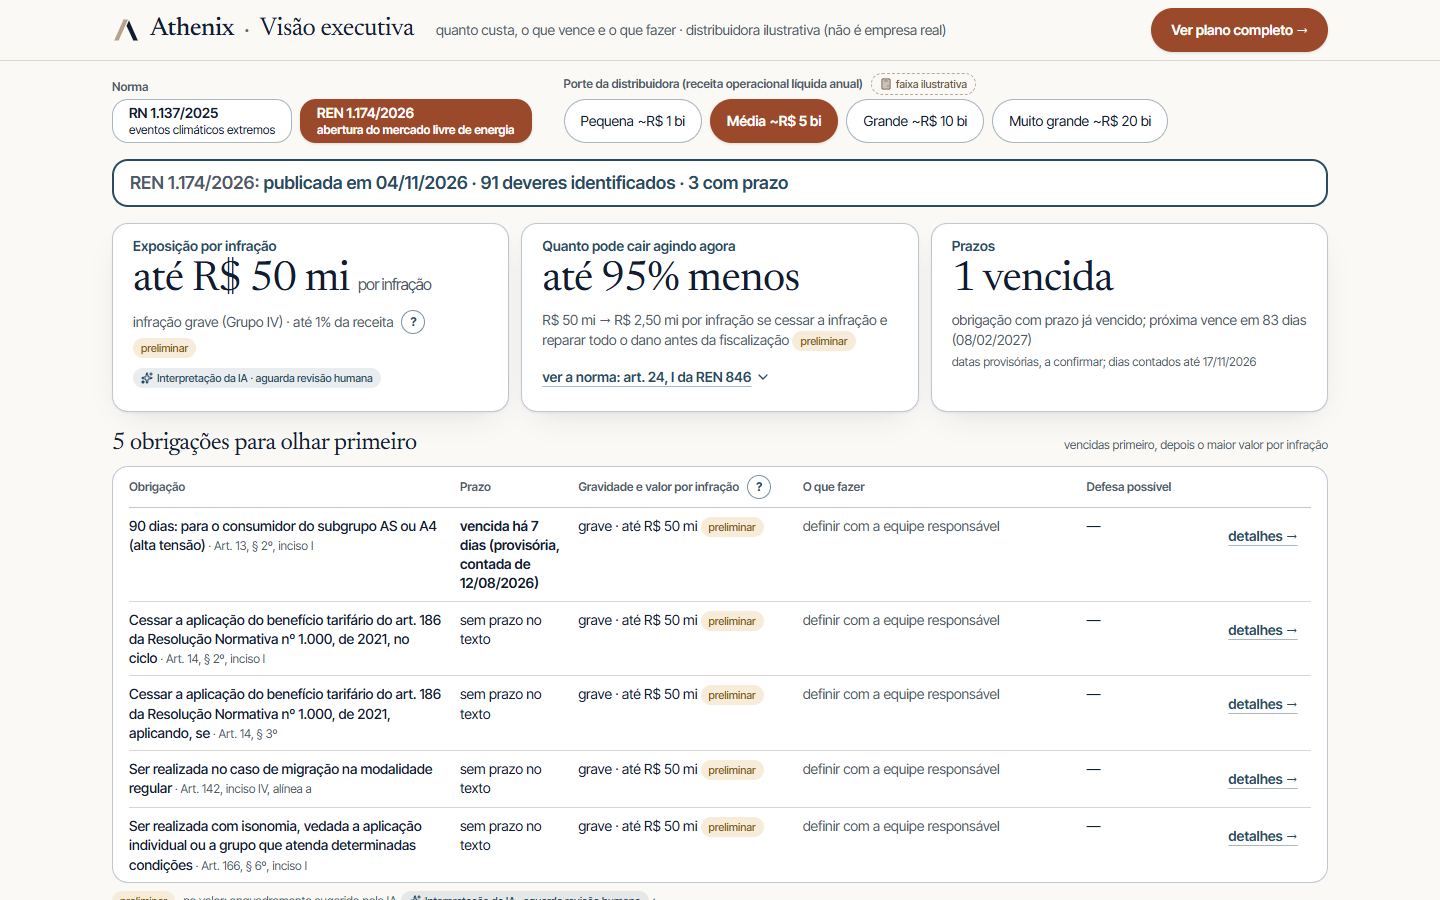 Athenix · Visão executiva
quanto custa, o que vence e o que fazer · distribuidora ilustrativa (não é empresa real)
Ver plano completo →
Norma
RN 1.137/2025
eventos climáticos extremos
REN 1.174/2026
abertura do mercado livre de energia
Porte da distribuidora (receita operacional líquida anual)
faixa ilustrativa
Pequena ~R$ 1 bi
Média ~R$ 5 bi
Grande ~R$ 10 bi
Muito grande ~R$ 20 bi
REN 1.174/2026: publicada em 04/11/2026 · 91 deveres identificados · 3 com prazo
Exposição por infração
até R$ 50 mi por infração
infração grave (Grupo IV) · até 1% da receita ?
preliminar
Interpretação da IA · aguarda revisão humana
Quanto pode cair agindo agora
até 95% menos
R$ 50 mi → R$ 2,50 mi por infração se cessar a infração e
reparar todo o dano antes da fiscalização preliminar
ver a norma: art. 24, I da REN 846
Prazos
1 vencida
obrigação com prazo já vencido; próxima vence em 83 dias
(08/02/2027)
datas provisórias, a confirmar; dias contados até 17/11/2026
5 obrigações para olhar primeiro
vencidas primeiro, depois o maior valor por infração
Obrigação
Prazo
Gravidade e valor por infração ?
O que fazer
Defesa possível
90 dias: para o consumidor do subgrupo AS ou A4
(alta tensão) · Art. 13, § 2º, inciso I
vencida há 7
dias (provisória,
contada de
12/08/2026)
grave · até R$ 50 mi preliminar
definir com a equipe responsável
—
detalhes →
Cessar a aplicação do benefício tarifário do art. 186
da Resolução Normativa nº 1.000, de 2021, no
ciclo · Art. 14, § 2º, inciso I
sem prazo no
texto
grave · até R$ 50 mi preliminar
definir com a equipe responsável
—
detalhes →
Cessar a aplicação do benefício tarifário do art. 186
da Resolução Normativa nº 1.000, de 2021,
aplicando, se · Art. 14, § 3º
sem prazo no
texto
grave · até R$ 50 mi preliminar
definir com a equipe responsável
—
detalhes →
Ser realizada no caso de migração na modalidade
regular · Art. 142, inciso IV, alínea a
sem prazo no
texto
grave · até R$ 50 mi preliminar
definir com a equipe responsável
—
detalhes →
Ser realizada com isonomia, vedada a aplicação
individual ou a grupo que atenda determinadas
condições · Art. 166, § 6º, inciso I
sem prazo no
texto
grave · até R$ 50 mi preliminar
definir com a equipe responsável
—
detalhes →